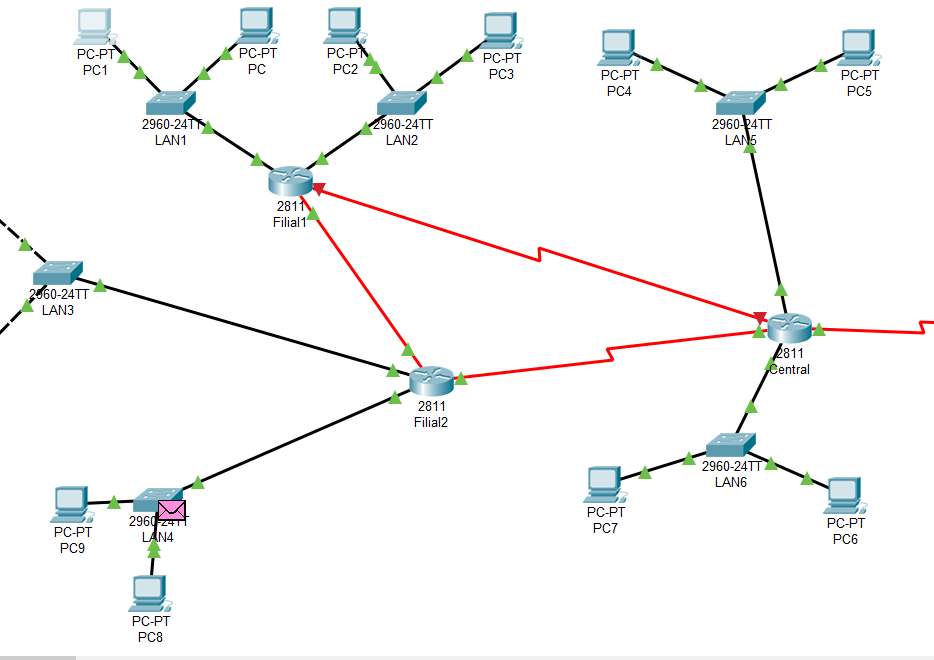 PC-PT
PC1
PC-PT
PC
PC-PT
PC2
PC-PT
PC3
PC-PT
PC4
PC-PT
PC5
2960-24TT
LAN1
2960-24TT
LAN2
2960-24TT
LAN5
2811
Filial1
2960-24TT
LAN3
2811
Central
2811
Filial2
2960-24TT
LAN6
2960-24TT
LAN4
PC-PT
PC9
PC-PT
PC7
PC-PT
PC6
PC-PT
PC8